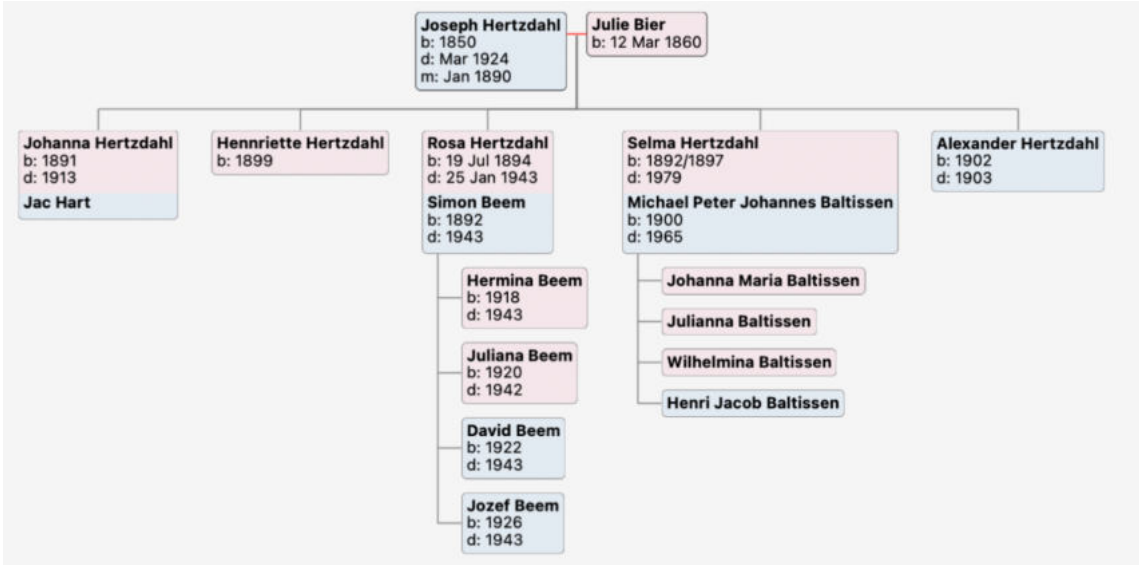 Joseph Hertzdahl
b: 1850
d: Mar 1924
m: Jan 1890
Julie Bier
b: 12 Mar 1860
Johanna Hertzdahl
b: 1891
d: 1913
Jac Hart
Hennriette Hertzdahl
b: 1899
Rosa Hertzdahl
b: 19 Jul 1894
d: 25 Jan 1943
Simon Beem
b: 1892
d: 1943
Hermina Beem
b: 1918
d: 1943
Juliana Beem
b: 1920
d: 1942
David Beem
b: 1922
d: 1943
Jozef Beem
b: 1926
d: 1943
Selma Hertzdahl
b: 1892/1897
d: 1979
Michael Peter Johannes Baltissen
b: 1900
d: 1965
Johanna Maria Baltissen
Julianna Baltissen
Wilhelmina Baltissen
Henri Jacob Baltissen
Alexander Hertzdahl
b: 1902
d: 1903